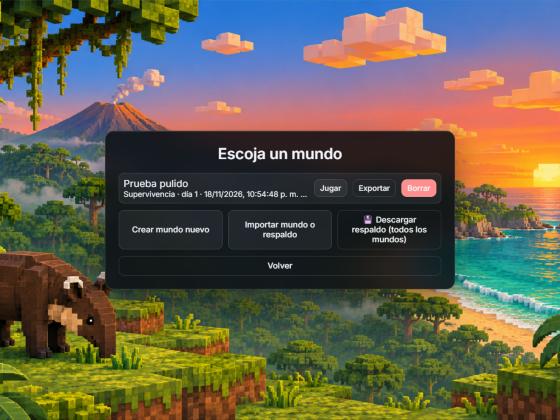 Escoja un mundo
Prueba pulido
Supervivencia · día 1 · 18/11/2026, 10:54:48 p. m. ...
Jugar
Exportar
Borrar
Crear mundo nuevo
Importar mundo o
respaldo
💾 Descargar
respaldo (todos los
mundos)
Volver